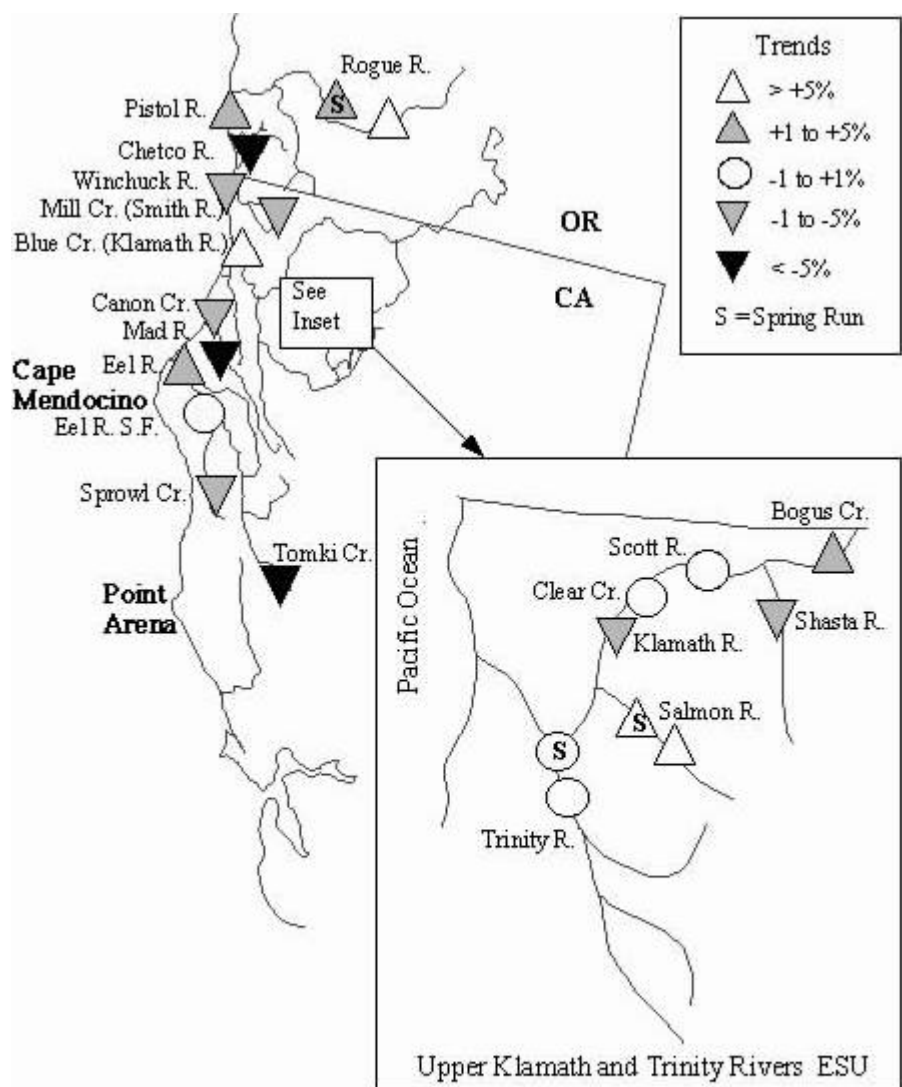 Rogue R.
S
Pistol R.
Chetco R.
Winchuck R.
Mill Cr. (Smith R.)
Blue Cr. (Klamath R.)
OR
CA
See
Inset
Canon Cr.
Mad R.
Eel R.
Cape
Mendocino
Eel R. S.F.
Sprowl Cr.
Tomki Cr.
Point
Arena
Trends
> +5%
+1 to +5%
-1 to +1%
-1 to -5%
< -5%
S =Spring Run
Pacific Ocean
Bogus Cr.
Scott R.
Clear Cr.
Shasta R.
Klamath R.
S
Salmon R.
S
Trinity R.
Upper Klamath and Trinity Rivers ESU